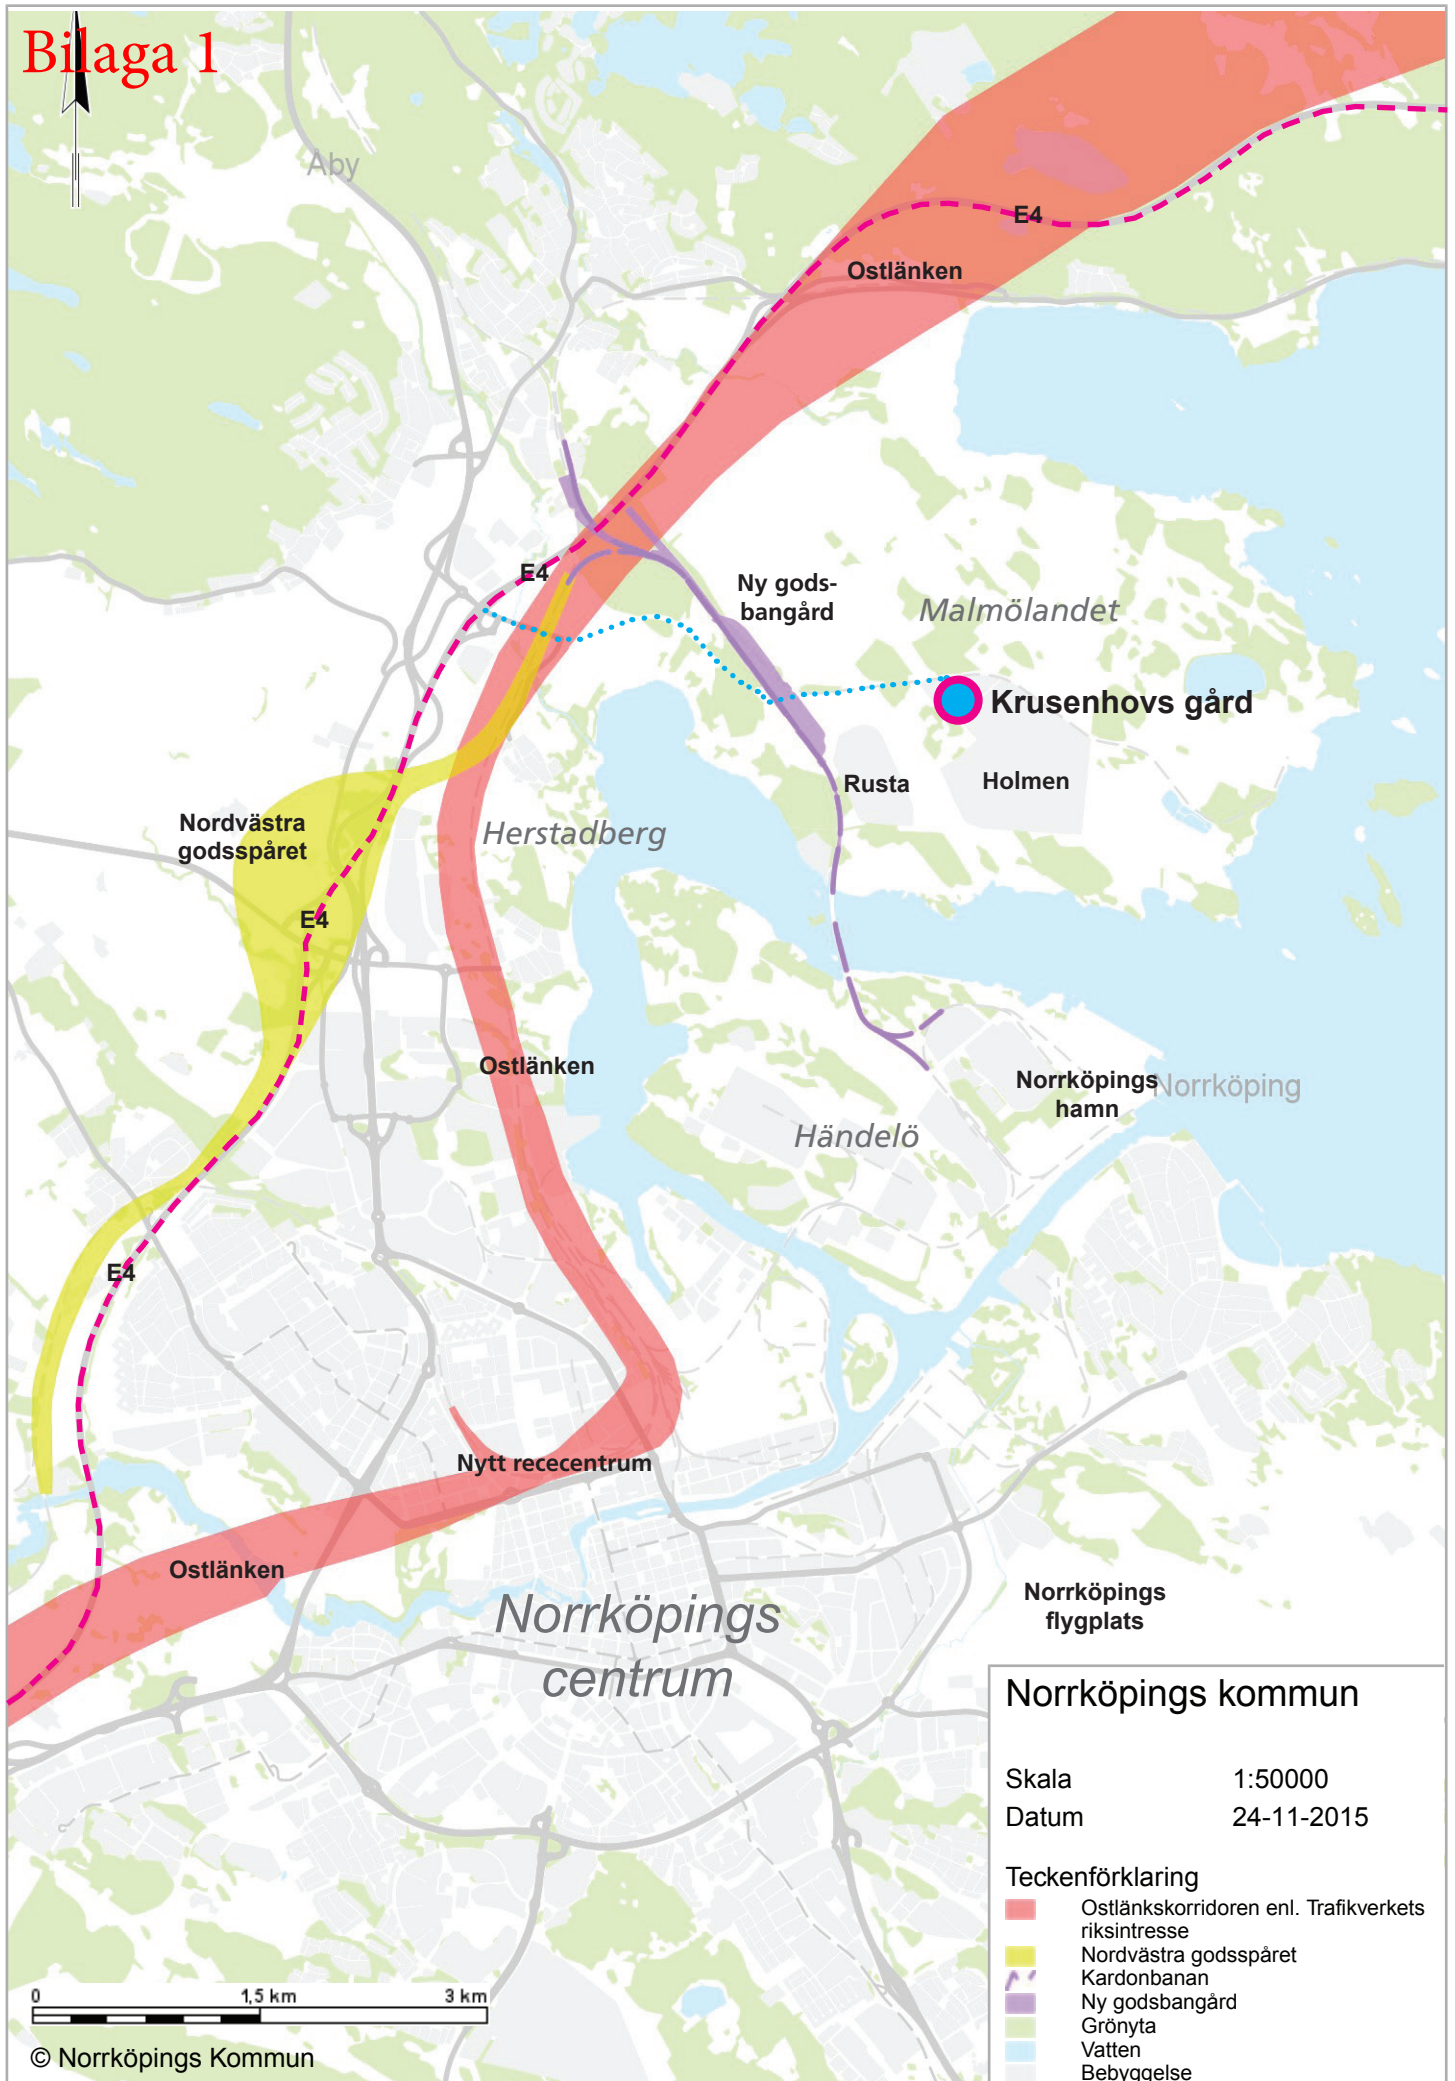 Bilaga 1
Åby
E4
Ostlänken
E4
Ny gods-
bangård
Malmölandet
Krusenhovs gård
Rusta
Holmen
Nordvästra
godsspåret
Herstadberg
E4
Ostlänken
Norrköpings
hamn
Norrköping
Händelö
E4
Nytt rececentrum
Ostlänken
Norrköpings
centrum
Norrköpings
flygplats
Norrköpings kommun
Skala 1:50000
Datum 24-11-2015
Teckenförklaring
Ostlänkskorridoren enl. Trafikverkets
riksintresse
Nordvästra godsspåret
Kardonbanan
Ny godsbangård
Grönyta
Vatten
Bebyggelse
0 1,5 km 3 km
© Norrköpings Kommun